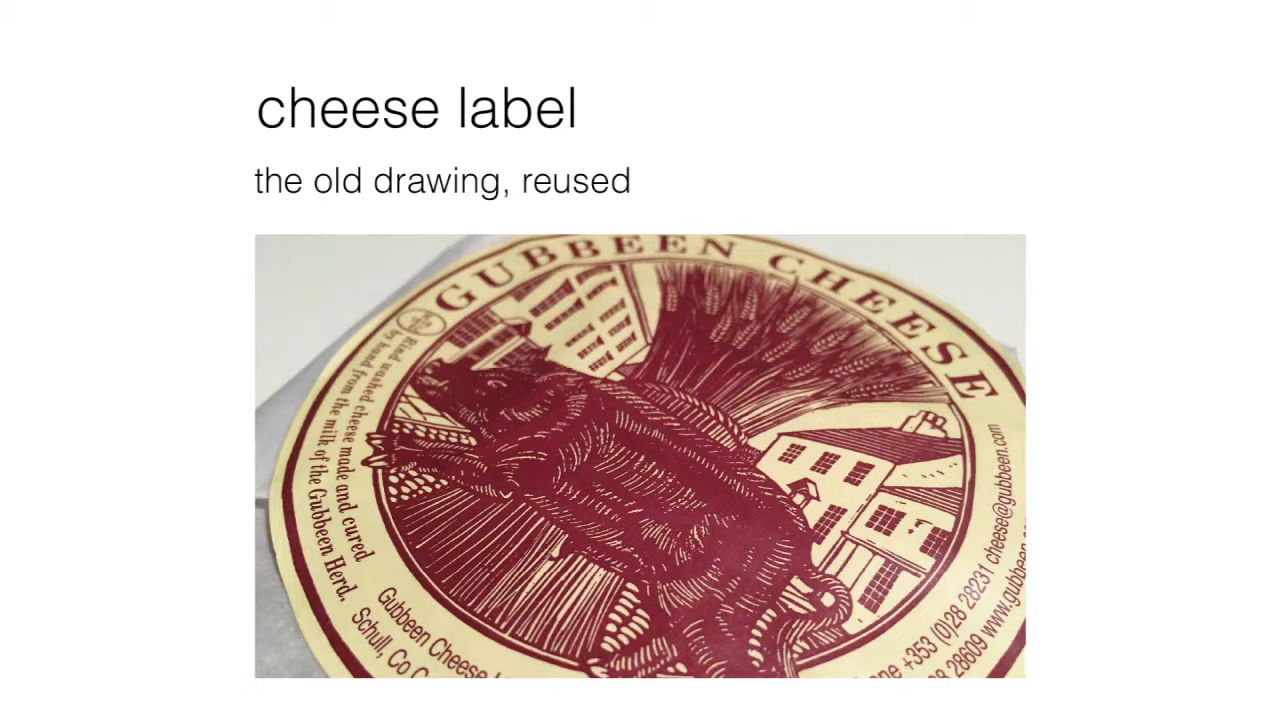 cheese label
the old drawing, reused
GUBBEEN CHEESE
Rind washed cheese made and cured
by hand from the milk of the Gubbeen Herd.
Gubbeen Cheese
Schull, Co
+353 (0)28 28231 cheese@gubbeen.com
28609 www.gubbeen